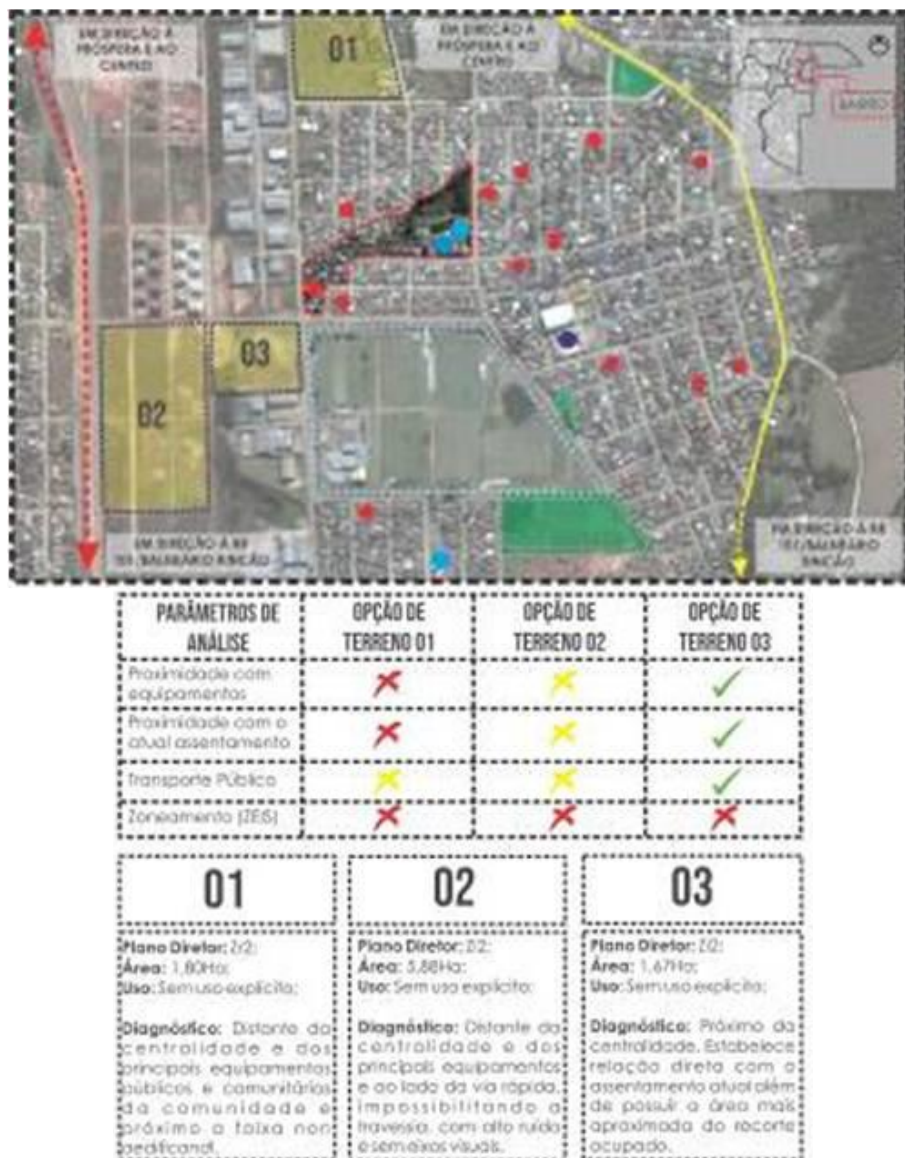 EM DIREÇÃO À
PRÓSPERA E AO
CENTRO
01
EM DIREÇÃO À
PRÓSPERA E AO
CENTRO
BAIRRO
03
02
EM DIREÇÃO À BR
101/BALNEÁRIO RINCÃO
EM DIREÇÃO À BR
101/BALNEÁRIO
RINCÃO
PARÂMETROS DE
ANÁLISE
OPÇÃO DE
TERRENO 01
OPÇÃO DE
TERRENO 02
OPÇÃO DE
TERRENO 03
Proximidade com
equipamentos
Proximidade com o
atual assentamento
Transporte Público
Zoneamento (ZEIS)
01
Plano Diretor: Zr2;
Área: 1,80Ha;
Uso: Sem uso explícito;
Diagnóstico: Distante da
centralidade e dos
principais equipamentos
públicos e comunitários
da comunidade e
próximo a faixa non
aedificandi.
02
Plano Diretor:
Área: 5,88Ha;
Uso: Sem uso explícito;
Diagnóstico: Distante da
centralidade e dos
principais equipamentos
e ao lado da via rápida,
impossibilitando a
travessia, com alto ruído
e sem eixos visuais.
03
Plano Diretor:
Área: 1,67Ha;
Uso: Sem uso explícito;
Diagnóstico: Próximo da
centralidade. Estabelece
relação direta com o
assentamento atual além
de possuir a área mais
aproximada do recorte
ocupado.